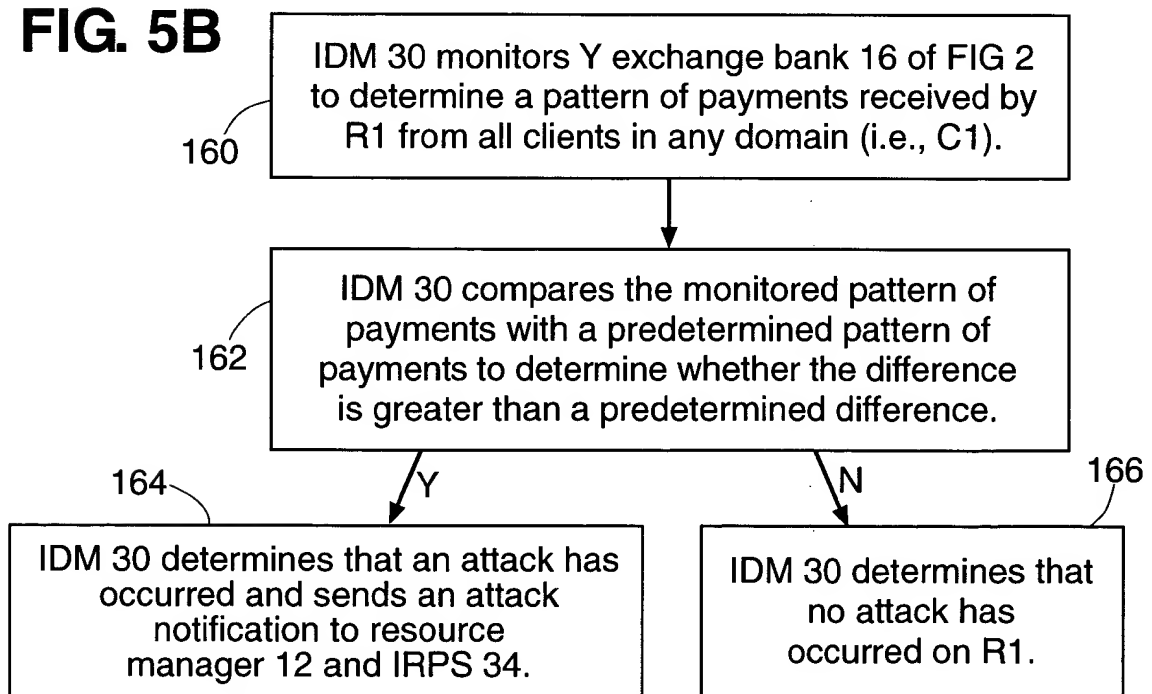 FIG. 5B
IDM 30 monitors Y exchange bank 16 of FIG 2
to determine a pattern of payments received by
R1 from all clients in any domain (i.e., C1).
160
IDM 30 compares the monitored pattern of
payments with a predetermined pattern of
payments to determine whether the difference
is greater than a predetermined difference.
162
Y
N
164
166
IDM 30 determines that an attack has
occurred and sends an attack
notification to resource
manager 12 and IRPS 34.
IDM 30 determines that
no attack has
occurred on R1.